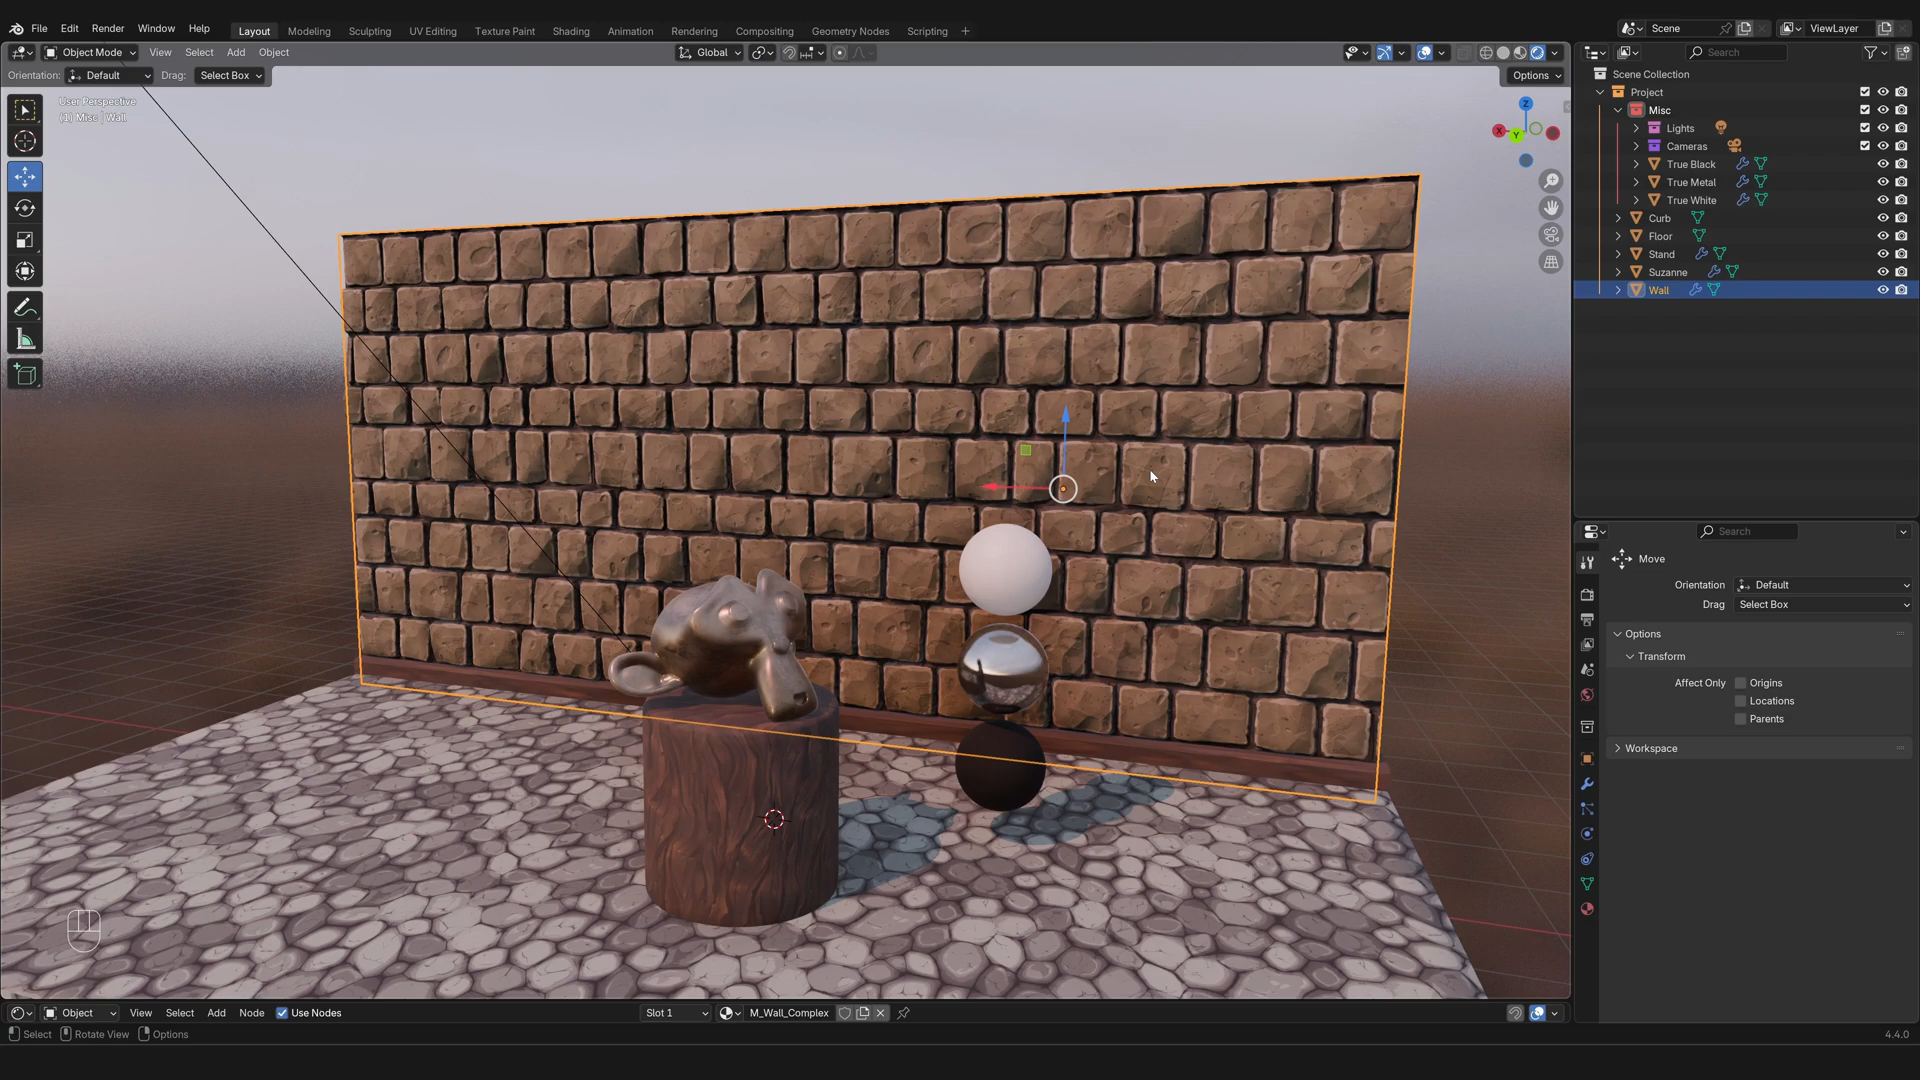 File Edit Render Window Help Layout Modeling Sculpting UV Editing Texture Paint Shading Animation Rendering Compositing Geometry Nodes Scripting + Scene ViewLayer
Object Mode View Select Add Object Global Search
Orientation: Default Drag: Select Box Options
Scene Collection
Project
User Perspective
(1) Misc | Wall
Z
X
Y
Misc
Lights
Cameras
True Black
True Metal
True White
Curb
Floor
Stand
Suzanne
Wall
Search
Move
Orientation Default
Drag Select Box
Options
Transform
Affect Only Origins
Locations
Parents
Workspace
Object View Select Add Node Use Nodes Slot 1 M_Wall_Complex
Select Rotate View Options 4.4.0